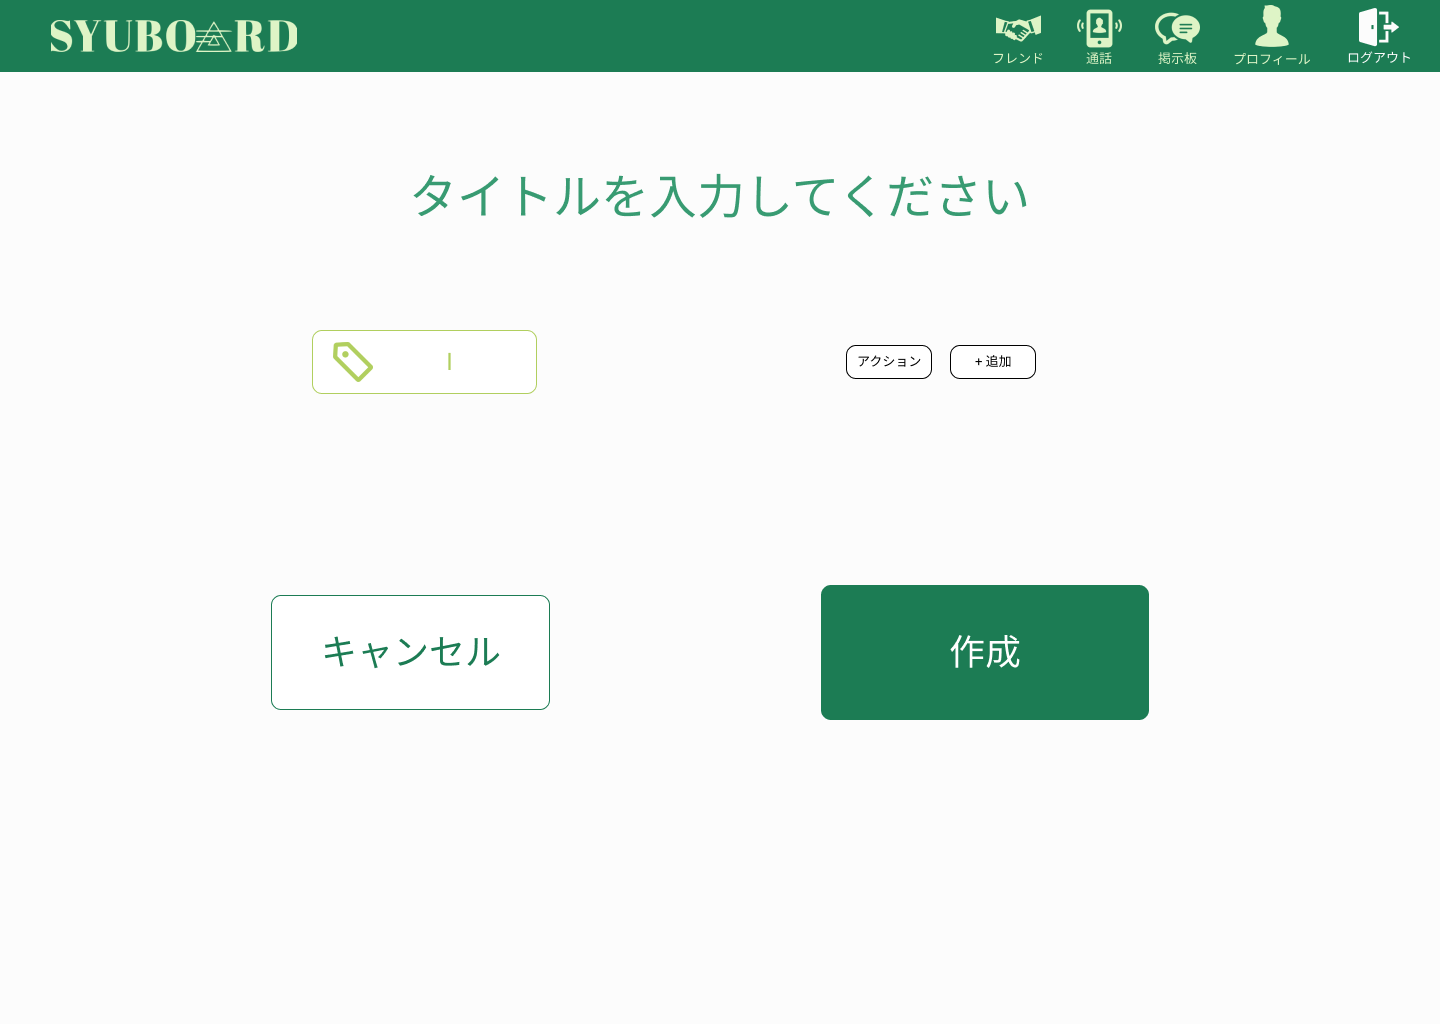 SYUBOARD
フレンド
通話
掲示板
プロフィール
ログアウト
タイトルを入力してください
アクション
+ 追加
キャンセル
作成